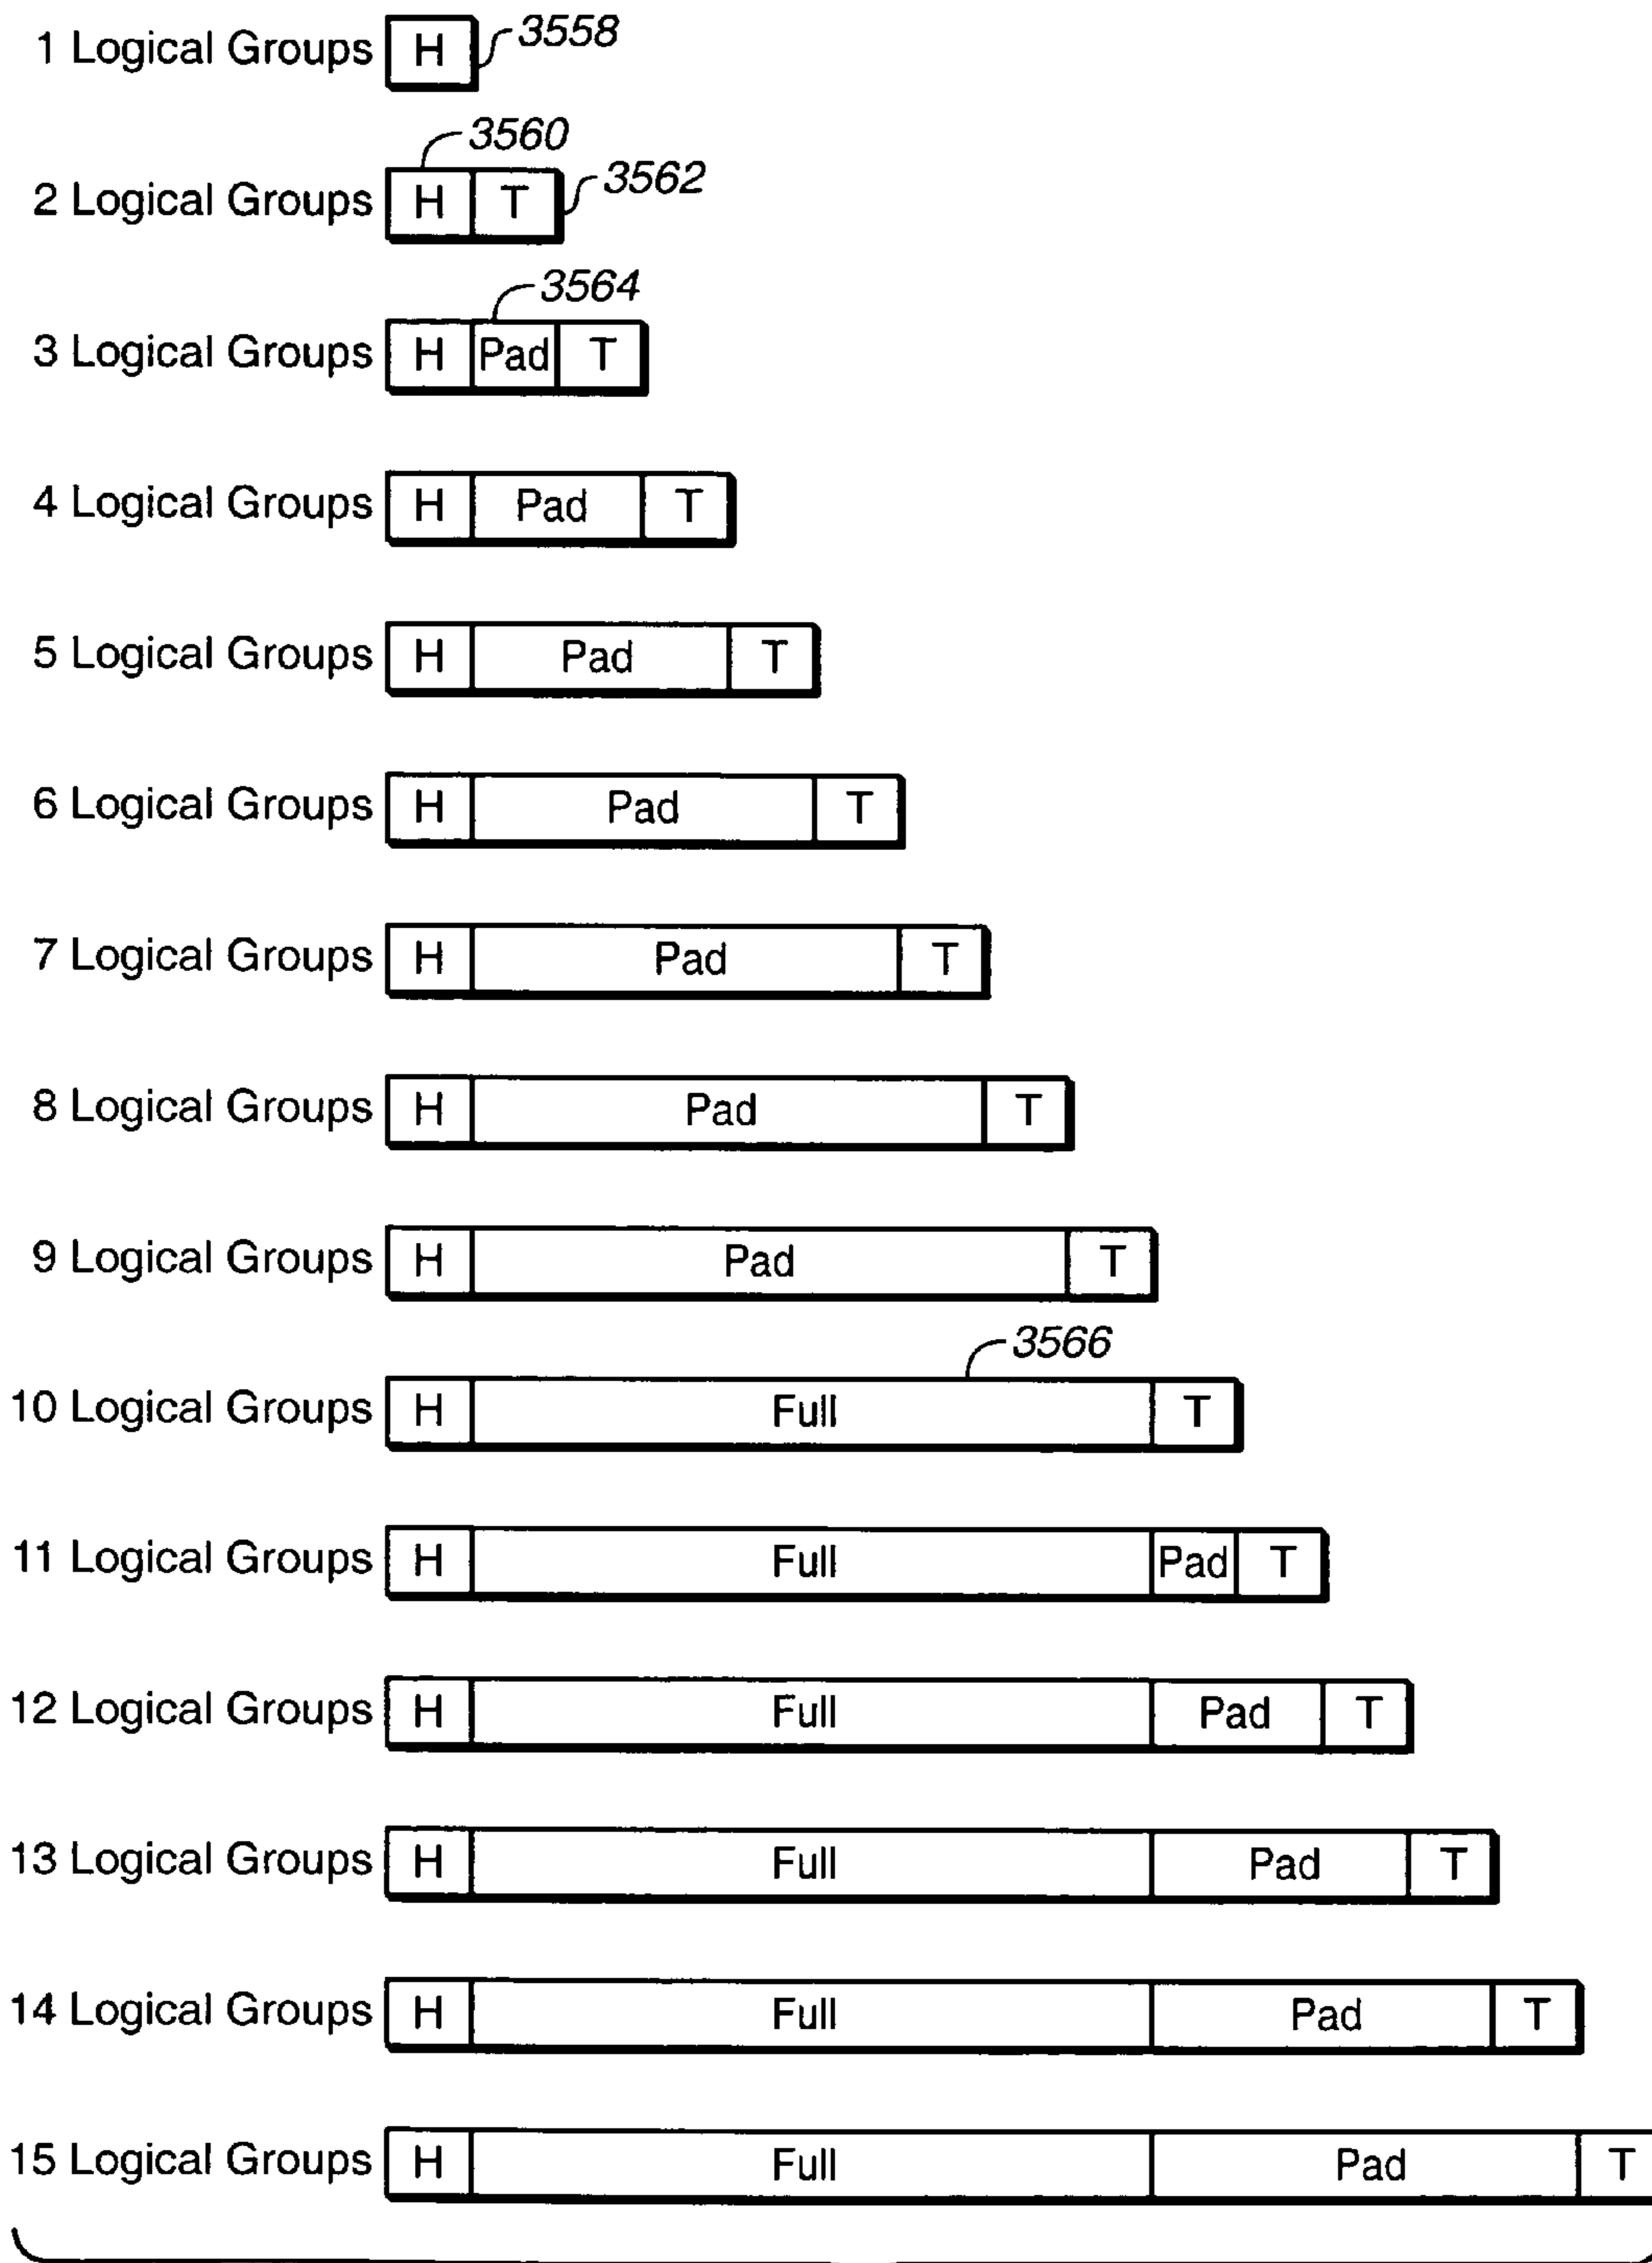 1 Logical Groups H 3558
3560
2 Logical Groups H T 3562
3564
3 Logical Groups H Pad T
4 Logical Groups H Pad T
5 Logical Groups H Pad T
6 Logical Groups H Pad T
7 Logical Groups H Pad T
8 Logical Groups H Pad T
9 Logical Groups H Pad T
3566
10 Logical Groups H Full T
11 Logical Groups H Full Pad T
12 Logical Groups H Full Pad T
13 Logical Groups H Full Pad T
14 Logical Groups H Full Pad T
15 Logical Groups H Full Pad T